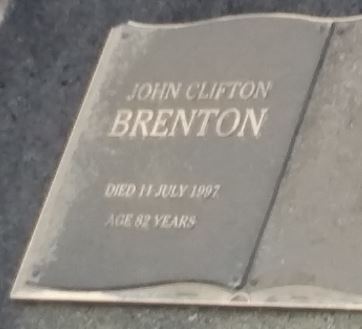 JOHN CLIFTON
BRENTON
DIED 11 JULY 1997
AGE 82 YEARS